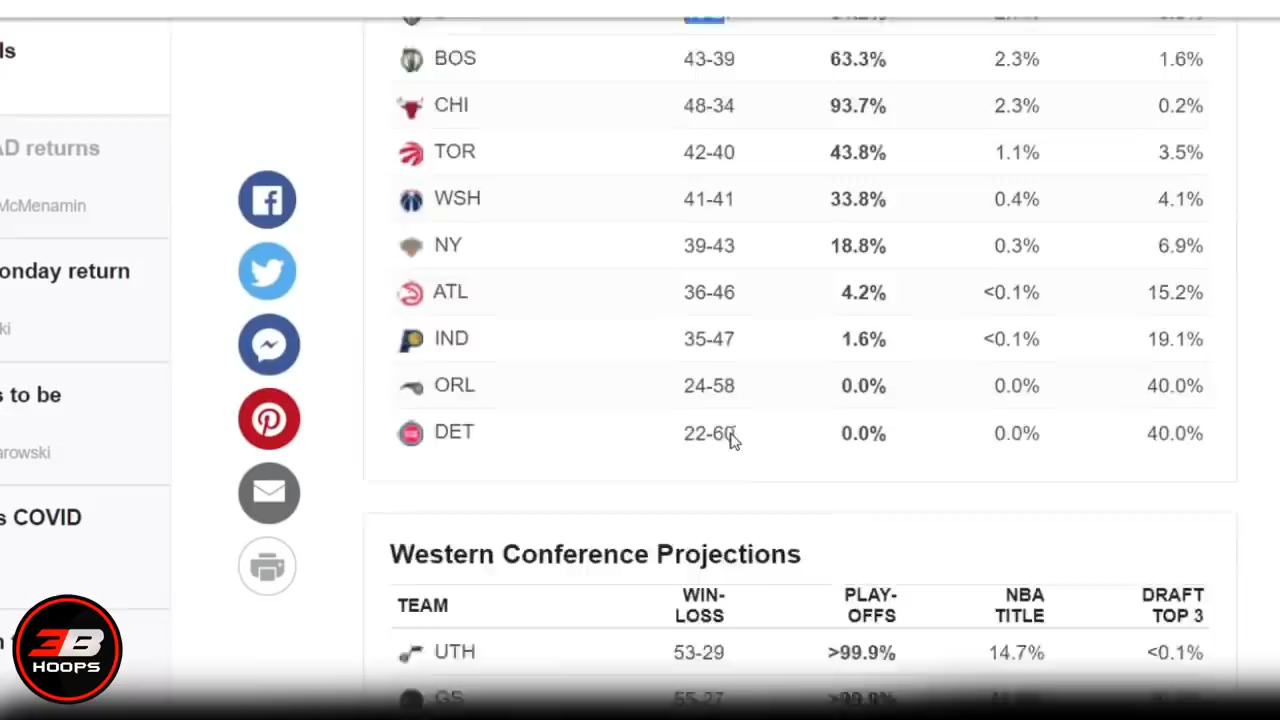 ls
AD returns
McMenamin
onday return
ki
s to be
arowski
s COVID
BOS 43-39 63.3% 2.3% 1.6%
CHI 48-34 93.7% 2.3% 0.2%
TOR 42-40 43.8% 1.1% 3.5%
WSH 41-41 33.8% 0.4% 4.1%
NY 39-43 18.8% 0.3% 6.9%
ATL 36-46 4.2% <0.1% 15.2%
IND 35-47 1.6% <0.1% 19.1%
ORL 24-58 0.0% 0.0% 40.0%
DET 22-60 0.0% 0.0% 40.0%
Western Conference Projections
TEAM WIN-LOSS PLAY-OFFS NBA TITLE DRAFT TOP 3
UTH 53-29 >99.9% 14.7% <0.1%
GS 55-27 >99.9%
3B
HOOPS